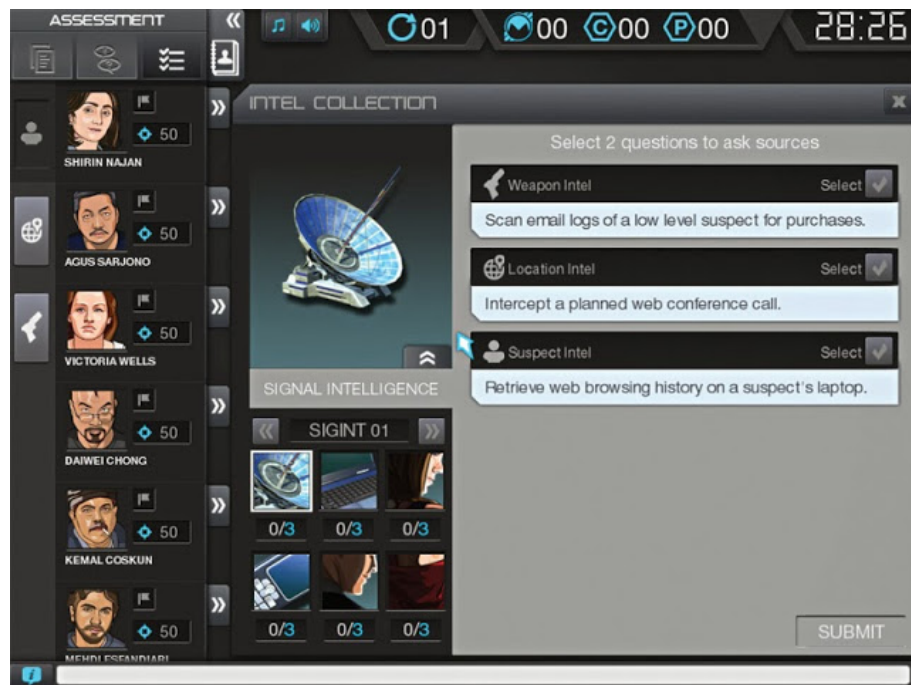 ASSESSMENT
01
00
C 00
P 00
28:26
INTEL COLLECTION
50
SHIRIN NAJAN
50
AGUS SARJONO
50
VICTORIA WELLS
50
DAIWEI CHONG
50
KEMAL COSKUN
50
MEHDI ESFANDIARI
SIGNAL INTELLIGENCE
SIGINT 01
0/3 0/3 0/3
0/3 0/3 0/3
Select 2 questions to ask sources
Weapon Intel Select
Scan email logs of a low level suspect for purchases.
Location Intel Select
Intercept a planned web conference call.
Suspect Intel Select
Retrieve web browsing history on a suspect's laptop.
SUBMIT